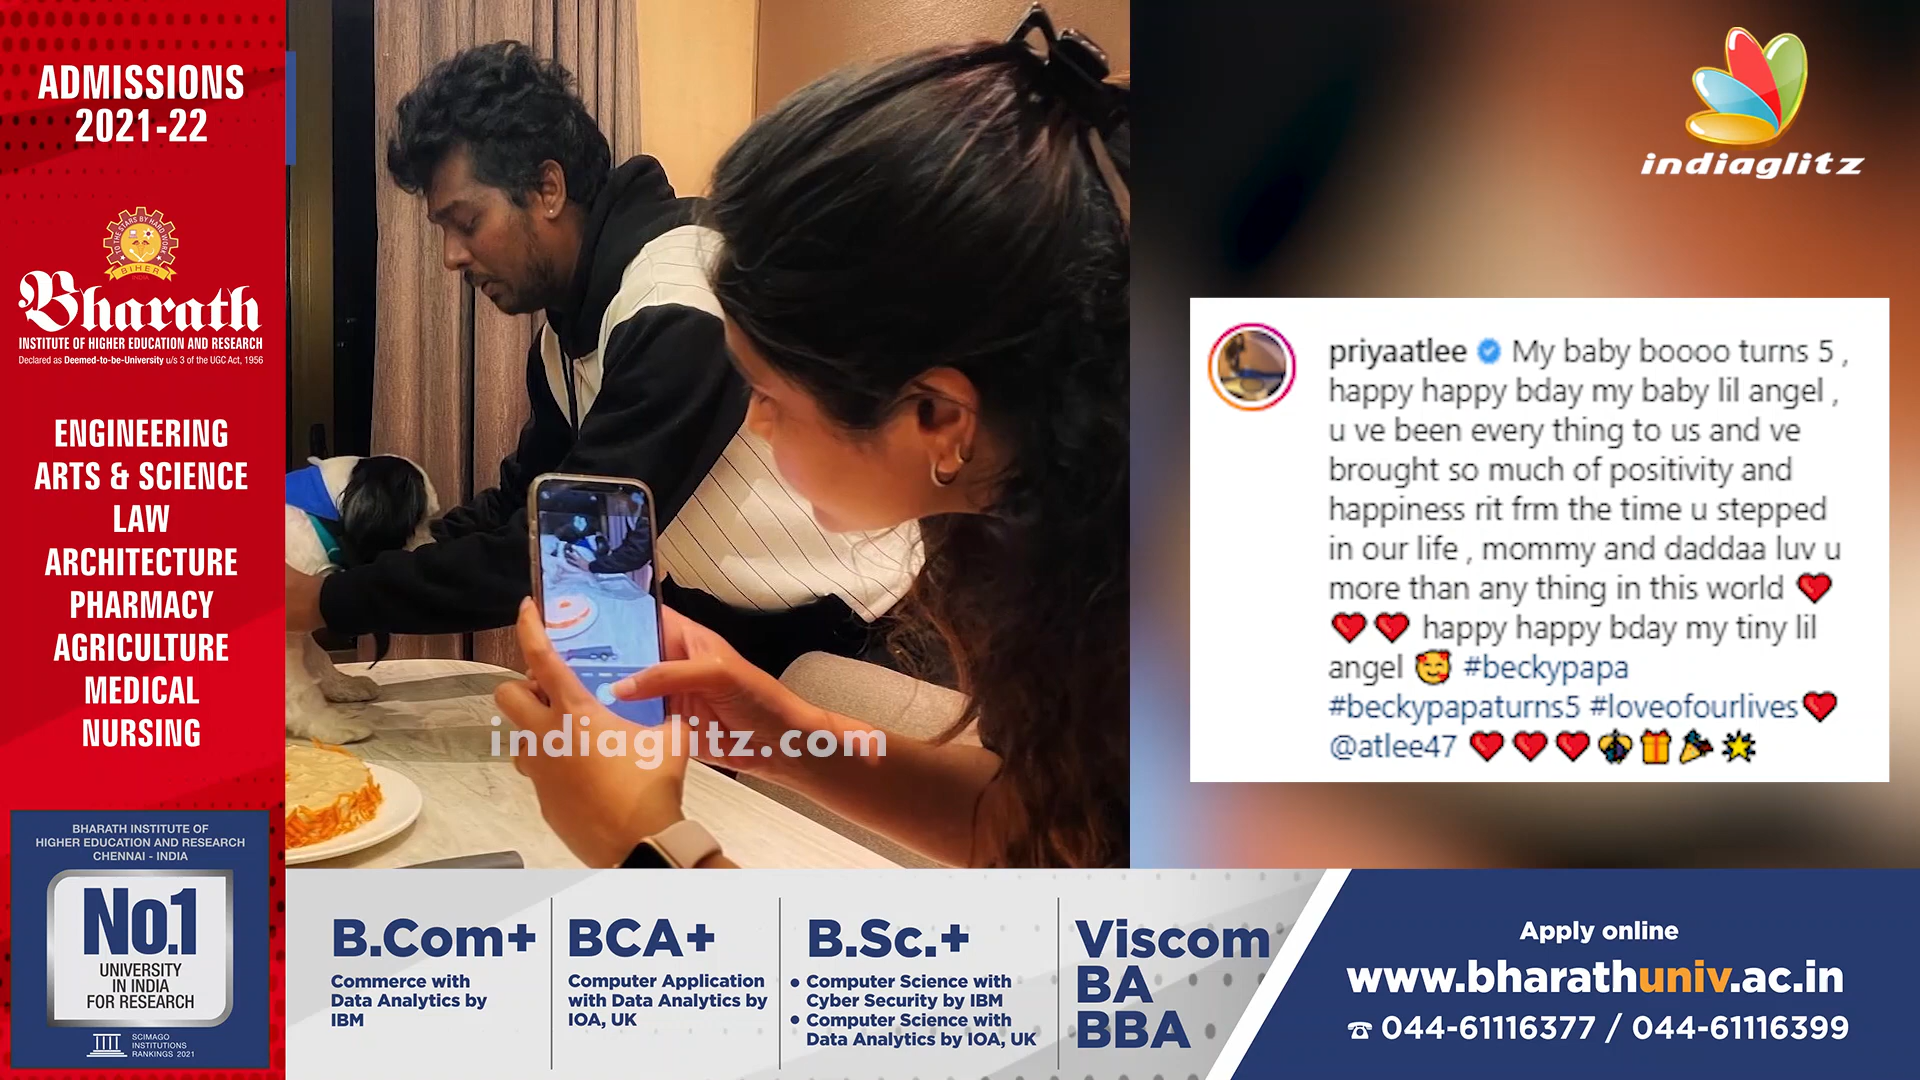 ADMISSIONS
2021-22
TO THE STARS BY HARD WORK
BIHER
INDIA
Bharath
INSTITUTE OF HIGHER EDUCATION AND RESEARCH
Declared as Deemed-to-be-University u/s 3 of the UGC Act, 1956
ENGINEERING
ARTS & SCIENCE
LAW
ARCHITECTURE
PHARMACY
AGRICULTURE
MEDICAL
NURSING
BHARATH INSTITUTE OF
HIGHER EDUCATION AND RESEARCH
CHENNAI - INDIA
No.1
UNIVERSITY
IN INDIA
FOR RESEARCH
SCIMAGO
INSTITUTIONS
RANKINGS 2021
indiaglitz.com
indiaglitz
priyaatlee My baby boooo turns 5 ,
happy happy bday my baby lil angel ,
u ve been every thing to us and ve
brought so much of positivity and
happiness rit frm the time u stepped
in our life , mommy and daddaa luv u
more than any thing in this world ❤️
❤️❤️ happy happy bday my tiny lil
angel 🥰 #beckypapa
#beckypapaturns5 #loveofourlives❤️
@atlee47 ❤️❤️❤️🐝🎁🎉🌟
B.Com+
Commerce with
Data Analytics by
IBM
BCA+
Computer Application
with Data Analytics by
IOA, UK
B.Sc.+
• Computer Science with
Cyber Security by IBM
• Computer Science with
Data Analytics by IOA, UK
Viscom
BA
BBA
Apply online
www.bharathuniv.ac.in
☎ 044-61116377 / 044-61116399